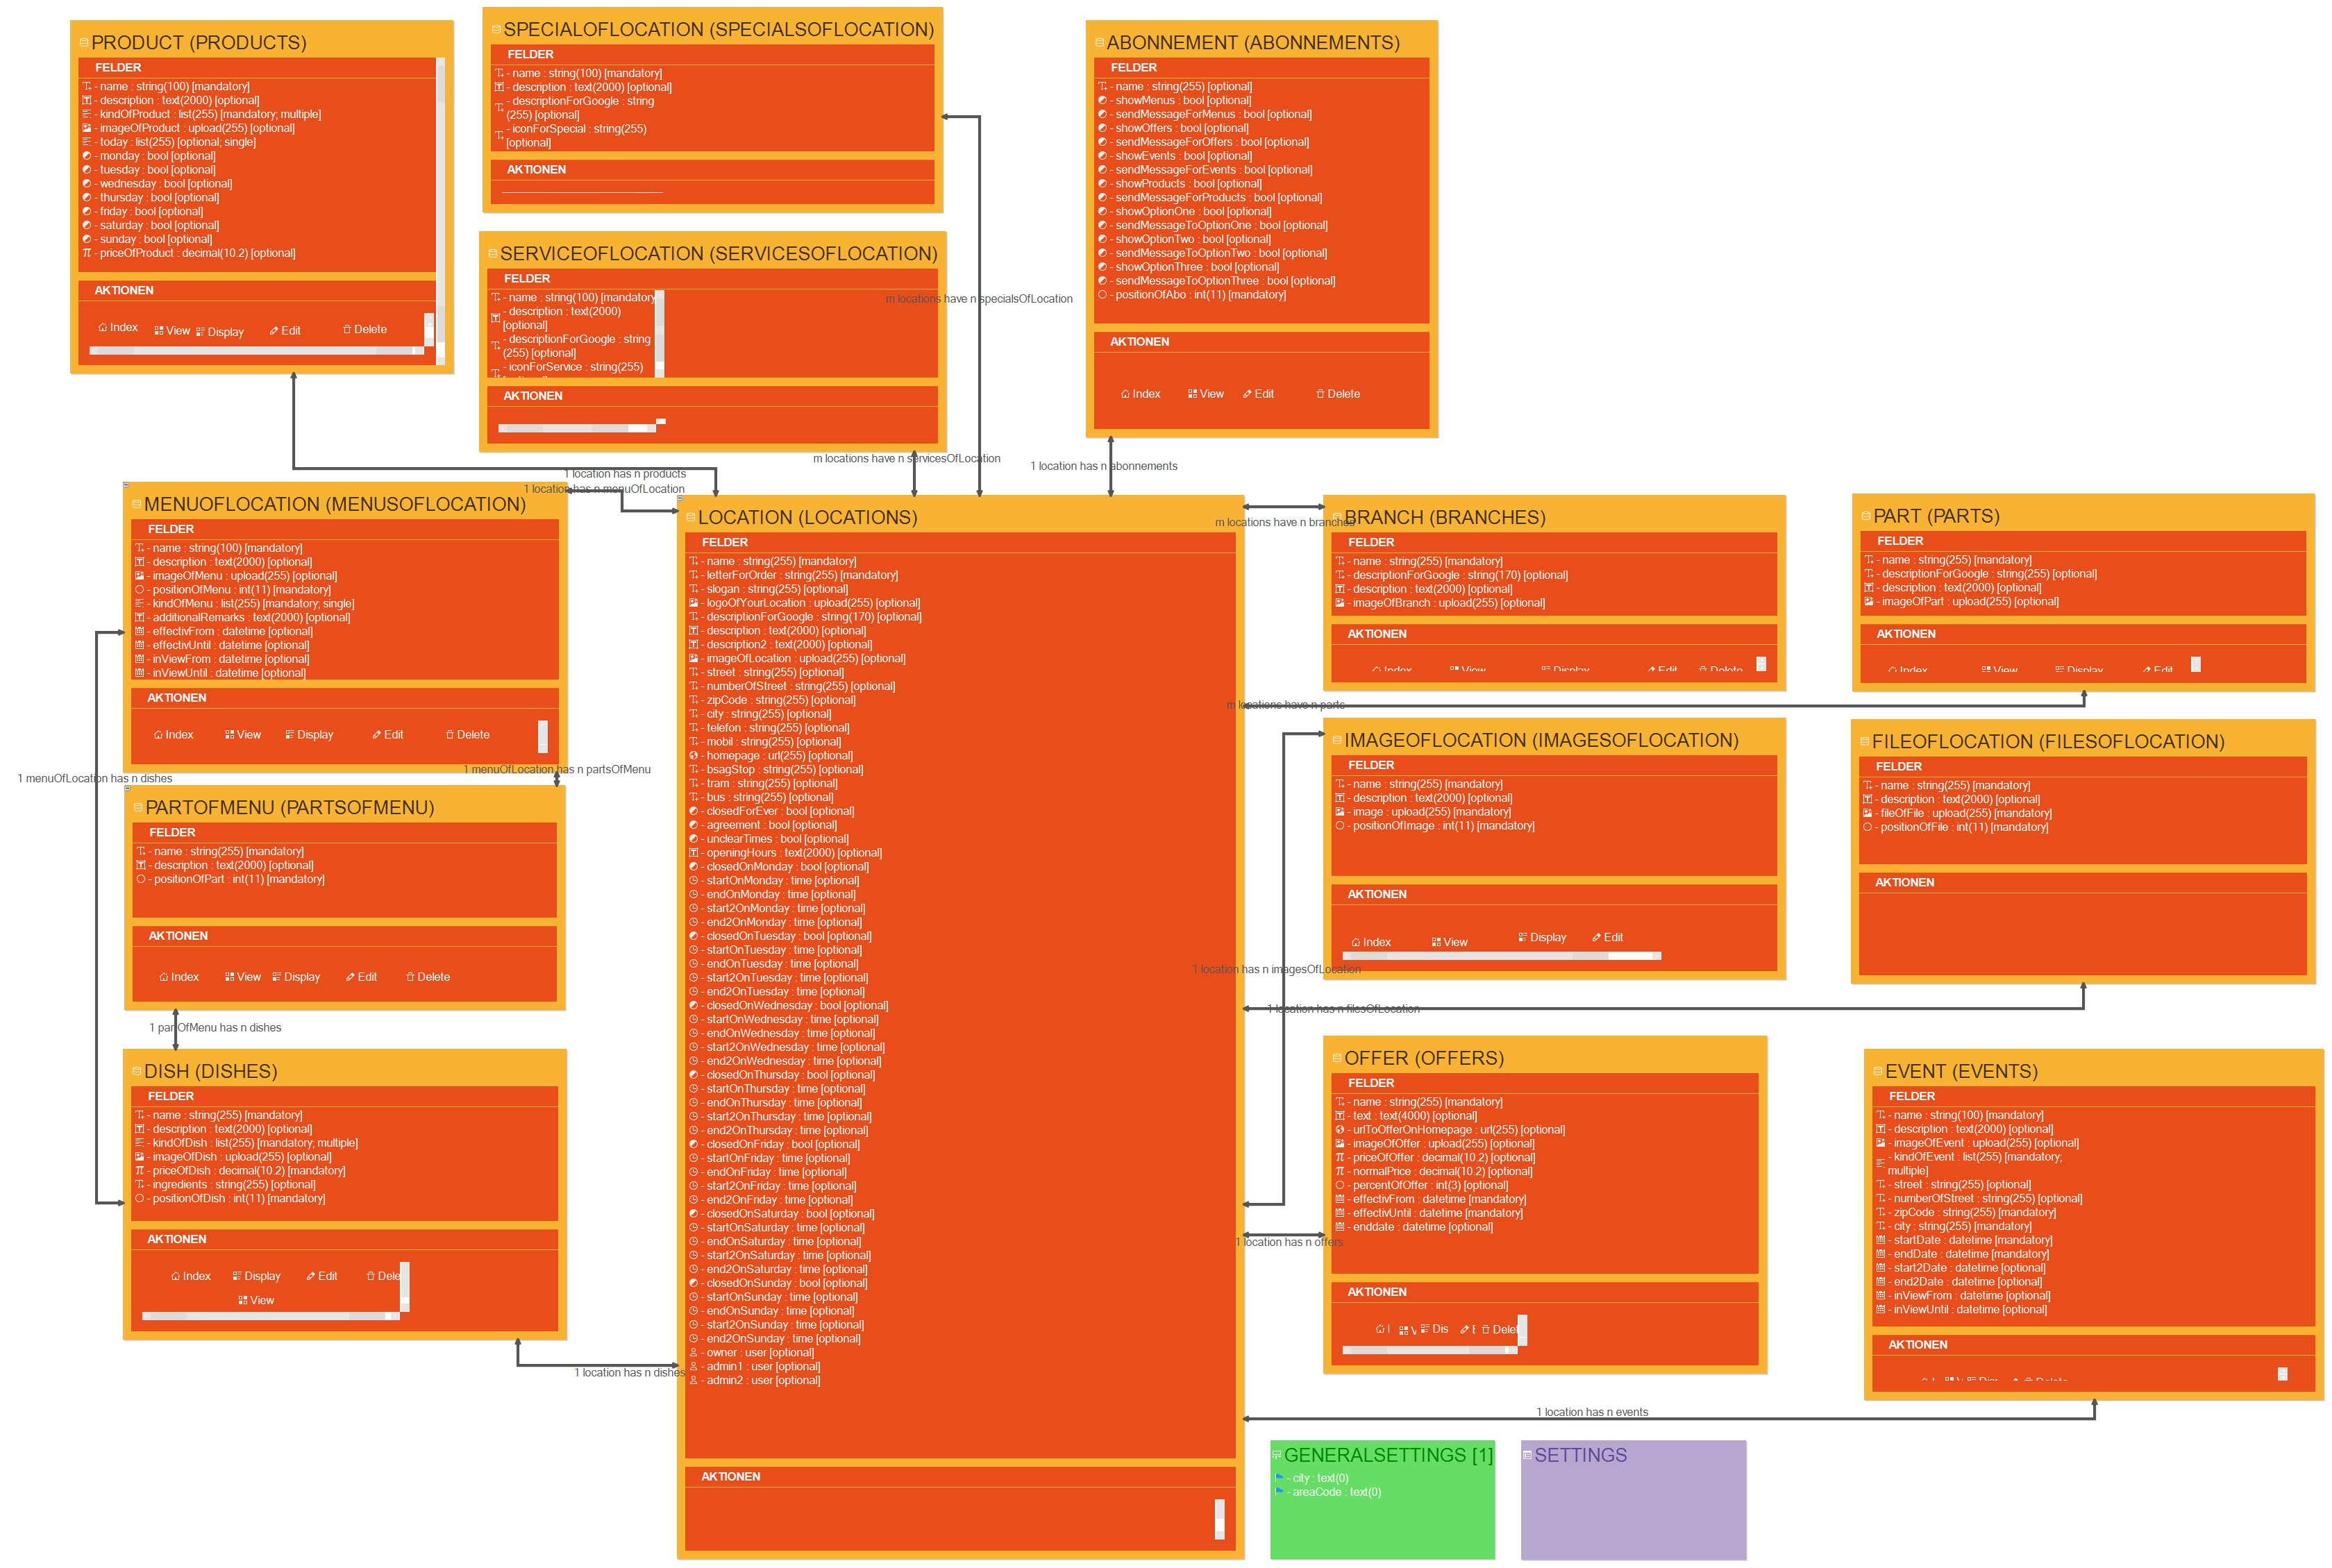 PRODUCT (PRODUCTS)
FELDER
- name : string(100) [mandatory]
- description : text(2000) [optional]
- kindOfProduct : list(255) [mandatory; multiple]
- imageOfProduct : upload(255) [optional]
- today : list(255) [optional; single]
- monday : bool [optional]
- tuesday : bool [optional]
- wednesday : bool [optional]
- thursday : bool [optional]
- friday : bool [optional]
- saturday : bool [optional]
- sunday : bool [optional]
- priceOfProduct : decimal(10.2) [optional]
AKTIONEN
Index View Display Edit Delete
SPECIALOFLOCATION (SPECIALSOFLOCATION)
FELDER
- name : string(100) [mandatory]
- description : text(2000) [optional]
- descriptionForGoogle : string
(255) [optional]
- iconForSpecial : string(255)
[optional]
AKTIONEN
SERVICEOFLOCATION (SERVICESOFLOCATION)
FELDER
- name : string(100) [mandatory
- description : text(2000)
[optional]
- descriptionForGoogle : string
(255) [optional]
- iconForService : string(255)
AKTIONEN
ABONNEMENT (ABONNEMENTS)
FELDER
- name : string(255) [optional]
- showMenus : bool [optional]
- sendMessageForMenus : bool [optional]
- showOffers : bool [optional]
- sendMessageForOffers : bool [optional]
- showEvents : bool [optional]
- sendMessageForEvents : bool [optional]
- showProducts : bool [optional]
- sendMessageForProducts : bool [optional]
- showOptionOne : bool [optional]
- sendMessageToOptionOne : bool [optional]
- showOptionTwo : bool [optional]
- sendMessageToOptionTwo : bool [optional]
- showOptionThree : bool [optional]
- sendMessageToOptionThree : bool [optional]
- positionOfAbo : int(11) [mandatory]
AKTIONEN
Index View Edit Delete
m locations have n specialsOfLocation
m locations have n servicesOfLocation
1 location has n abonnements
1 location has n products
1 location has n menuOfLocation
MENUOFLOCATION (MENUSOFLOCATION)
FELDER
- name : string(100) [mandatory]
- description : text(2000) [optional]
- imageOfMenu : upload(255) [optional]
- positionOfMenu : int(11) [mandatory]
- kindOfMenu : list(255) [mandatory; single]
- additionalRemarks : text(2000) [optional]
- effectivFrom : datetime [optional]
- effectivUntil : datetime [optional]
- inViewFrom : datetime [optional]
- inViewUntil : datetime [optional]
AKTIONEN
Index View Display Edit Delete
1 menuOfLocation has n dishes
1 menuOfLocation has n partsOfMenu
PARTOFMENU (PARTSOFMENU)
FELDER
- name : string(255) [mandatory]
- description : text(2000) [optional]
- positionOfPart : int(11) [mandatory]
AKTIONEN
Index View Display Edit Delete
1 partOfMenu has n dishes
DISH (DISHES)
FELDER
- name : string(255) [mandatory]
- description : text(2000) [optional]
- kindOfDish : list(255) [mandatory; multiple]
- imageOfDish : upload(255) [optional]
- priceOfDish : decimal(10.2) [mandatory]
- ingredients : string(255) [optional]
- positionOfDish : int(11) [mandatory]
AKTIONEN
Index Display Edit Dele
View
1 location has n dishes
LOCATION (LOCATIONS)
FELDER
- name : string(255) [mandatory]
- letterForOrder : string(255) [mandatory]
- slogan : string(255) [optional]
- logoOfYourLocation : upload(255) [optional]
- descriptionForGoogle : string(170) [optional]
- description : text(2000) [optional]
- description2 : text(2000) [optional]
- imageOfLocation : upload(255) [optional]
- street : string(255) [optional]
- numberOfStreet : string(255) [optional]
- zipCode : string(255) [optional]
- city : string(255) [optional]
- telefon : string(255) [optional]
- mobil : string(255) [optional]
- homepage : url(255) [optional]
- bsagStop : string(255) [optional]
- tram : string(255) [optional]
- bus : string(255) [optional]
- closedForEver : bool [optional]
- agreement : bool [optional]
- unclearTimes : bool [optional]
- openingHours : text(2000) [optional]
- closedOnMonday : bool [optional]
- startOnMonday : time [optional]
- endOnMonday : time [optional]
- start2OnMonday : time [optional]
- end2OnMonday : time [optional]
- closedOnTuesday : bool [optional]
- startOnTuesday : time [optional]
- endOnTuesday : time [optional]
- start2OnTuesday : time [optional]
- end2OnTuesday : time [optional]
- closedOnWednesday : bool [optional]
- startOnWednesday : time [optional]
- endOnWednesday : time [optional]
- start2OnWednesday : time [optional]
- end2OnWednesday : time [optional]
- closedOnThursday : bool [optional]
- startOnThursday : time [optional]
- endOnThursday : time [optional]
- start2OnThursday : time [optional]
- end2OnThursday : time [optional]
- closedOnFriday : bool [optional]
- startOnFriday : time [optional]
- endOnFriday : time [optional]
- start2OnFriday : time [optional]
- end2OnFriday : time [optional]
- closedOnSaturday : bool [optional]
- startOnSaturday : time [optional]
- endOnSaturday : time [optional]
- start2OnSaturday : time [optional]
- end2OnSaturday : time [optional]
- closedOnSunday : bool [optional]
- startOnSunday : time [optional]
- endOnSunday : time [optional]
- start2OnSunday : time [optional]
- end2OnSunday : time [optional]
- owner : user [optional]
- admin1 : user [optional]
- admin2 : user [optional]
AKTIONEN
m locations have n branches
BRANCH (BRANCHES)
FELDER
- name : string(255) [mandatory]
- descriptionForGoogle : string(170) [optional]
- description : text(2000) [optional]
- imageOfBranch : upload(255) [optional]
AKTIONEN
Index View Display Edit Delete
PART (PARTS)
FELDER
- name : string(255) [mandatory]
- descriptionForGoogle : string(255) [optional]
- description : text(2000) [optional]
- imageOfPart : upload(255) [optional]
AKTIONEN
Index View Display Edit
m locations have n parts
IMAGEOFLOCATION (IMAGESOFLOCATION)
FELDER
- name : string(255) [mandatory]
- description : text(2000) [optional]
- image : upload(255) [mandatory]
- positionOfImage : int(11) [mandatory]
AKTIONEN
Index View Display Edit
1 location has n imagesOfLocation
FILEOFLOCATION (FILESOFLOCATION)
FELDER
- name : string(255) [mandatory]
- description : text(2000) [optional]
- fileOfFile : upload(255) [mandatory]
- positionOfFile : int(11) [mandatory]
AKTIONEN
1 location has n filesOfLocation
OFFER (OFFERS)
FELDER
- name : string(255) [mandatory]
- text : text(4000) [optional]
- urlToOfferOnHomepage : url(255) [optional]
- imageOfOffer : upload(255) [optional]
- priceOfOffer : decimal(10.2) [optional]
- normalPrice : decimal(10.2) [optional]
- percentOfOffer : int(3) [optional]
- effectivFrom : datetime [mandatory]
- effectivUntil : datetime [mandatory]
- enddate : datetime [optional]
AKTIONEN
Dis Delet
1 location has n offers
EVENT (EVENTS)
FELDER
- name : string(100) [mandatory]
- description : text(2000) [optional]
- imageOfEvent : upload(255) [optional]
- kindOfEvent : list(255) [mandatory;
multiple]
- street : string(255) [optional]
- numberOfStreet : string(255) [optional]
- zipCode : string(255) [mandatory]
- city : string(255) [mandatory]
- startDate : datetime [mandatory]
- endDate : datetime [mandatory]
- start2Date : datetime [optional]
- end2Date : datetime [optional]
- inViewFrom : datetime [optional]
- inViewUntil : datetime [optional]
AKTIONEN
1 location has n events
GENERALSETTINGS [1]
- city : text(0)
- areaCode : text(0)
SETTINGS